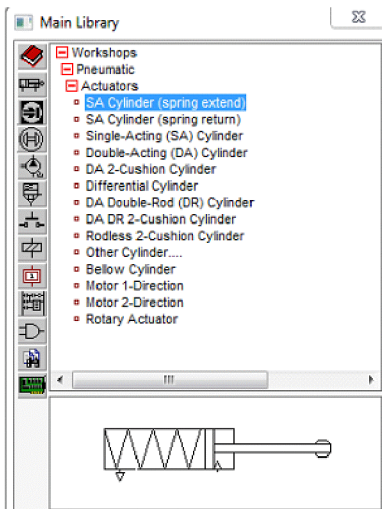 Main Library
Workshops
Pneumatic
Actuators
SA Cylinder (spring extend)
SA Cylinder (spring return)
Single-Acting (SA) Cylinder
Double-Acting (DA) Cylinder
DA 2-Cushion Cylinder
Differential Cylinder
DA Double-Rod (DR) Cylinder
DA DR 2-Cushion Cylinder
Rodless 2-Cushion Cylinder
Other Cylinder....
Bellow Cylinder
Motor 1-Direction
Motor 2-Direction
Rotary Actuator